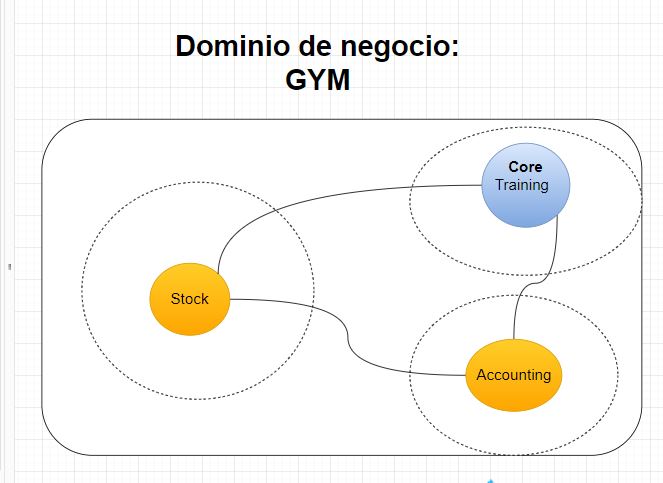 Dominio de negocio:
GYM
Core
Training
Stock
Accounting